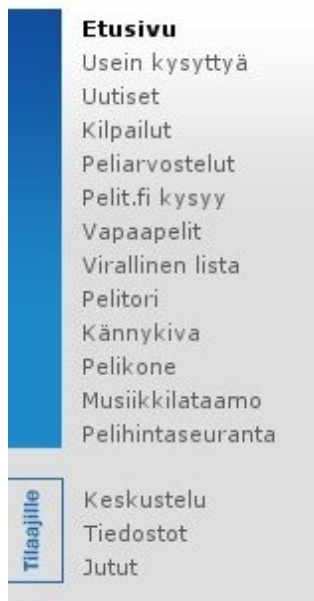 Etusivu
Usein kysyttyä
Uutiset
Kilpailut
Peliarvostelut
Pelit.fi kysyy
Vapaapelit
Virallinen lista
Pelitori
Kännykiva
Pelikone
Musiikkilataamo
Pelihintaseuranta
Tilaajille
Keskustelu
Tiedostot
Jutut